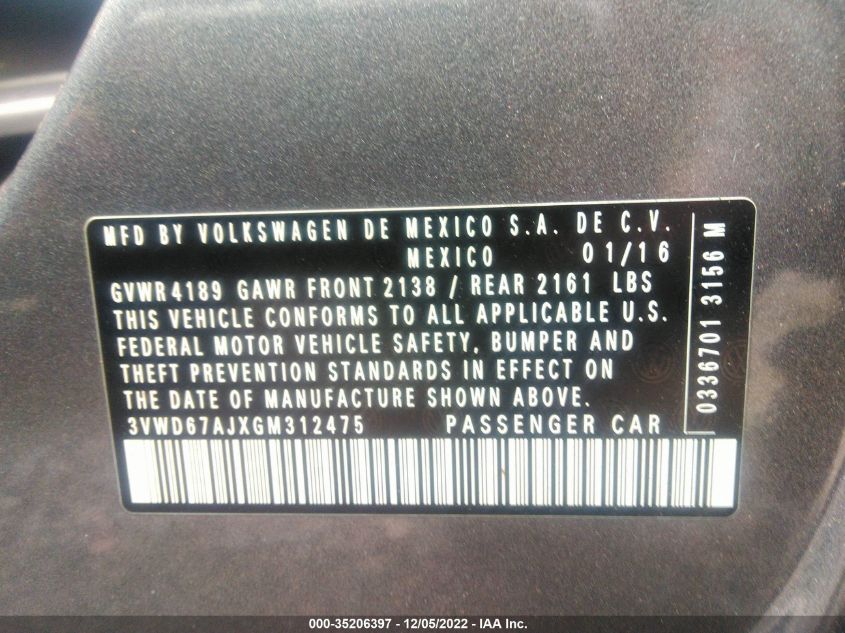 MFD BY VOLKSWAGEN DE MEXICO S.A. DE C.V.
MEXICO 01/16
GVWR 4189 GAWR FRONT 2138 / REAR 2161 LBS
THIS VEHICLE CONFORMS TO ALL APPLICABLE U.S.
FEDERAL MOTOR VEHICLE SAFETY, BUMPER AND
THEFT PREVENTION STANDARDS IN EFFECT ON
THE DATE OF MANUFACTURE SHOWN ABOVE.
3VWD67AJXGM312475 PASSENGER CAR
0336701 3156 M
000-35206397 - 12/05/2022 - IAA Inc.